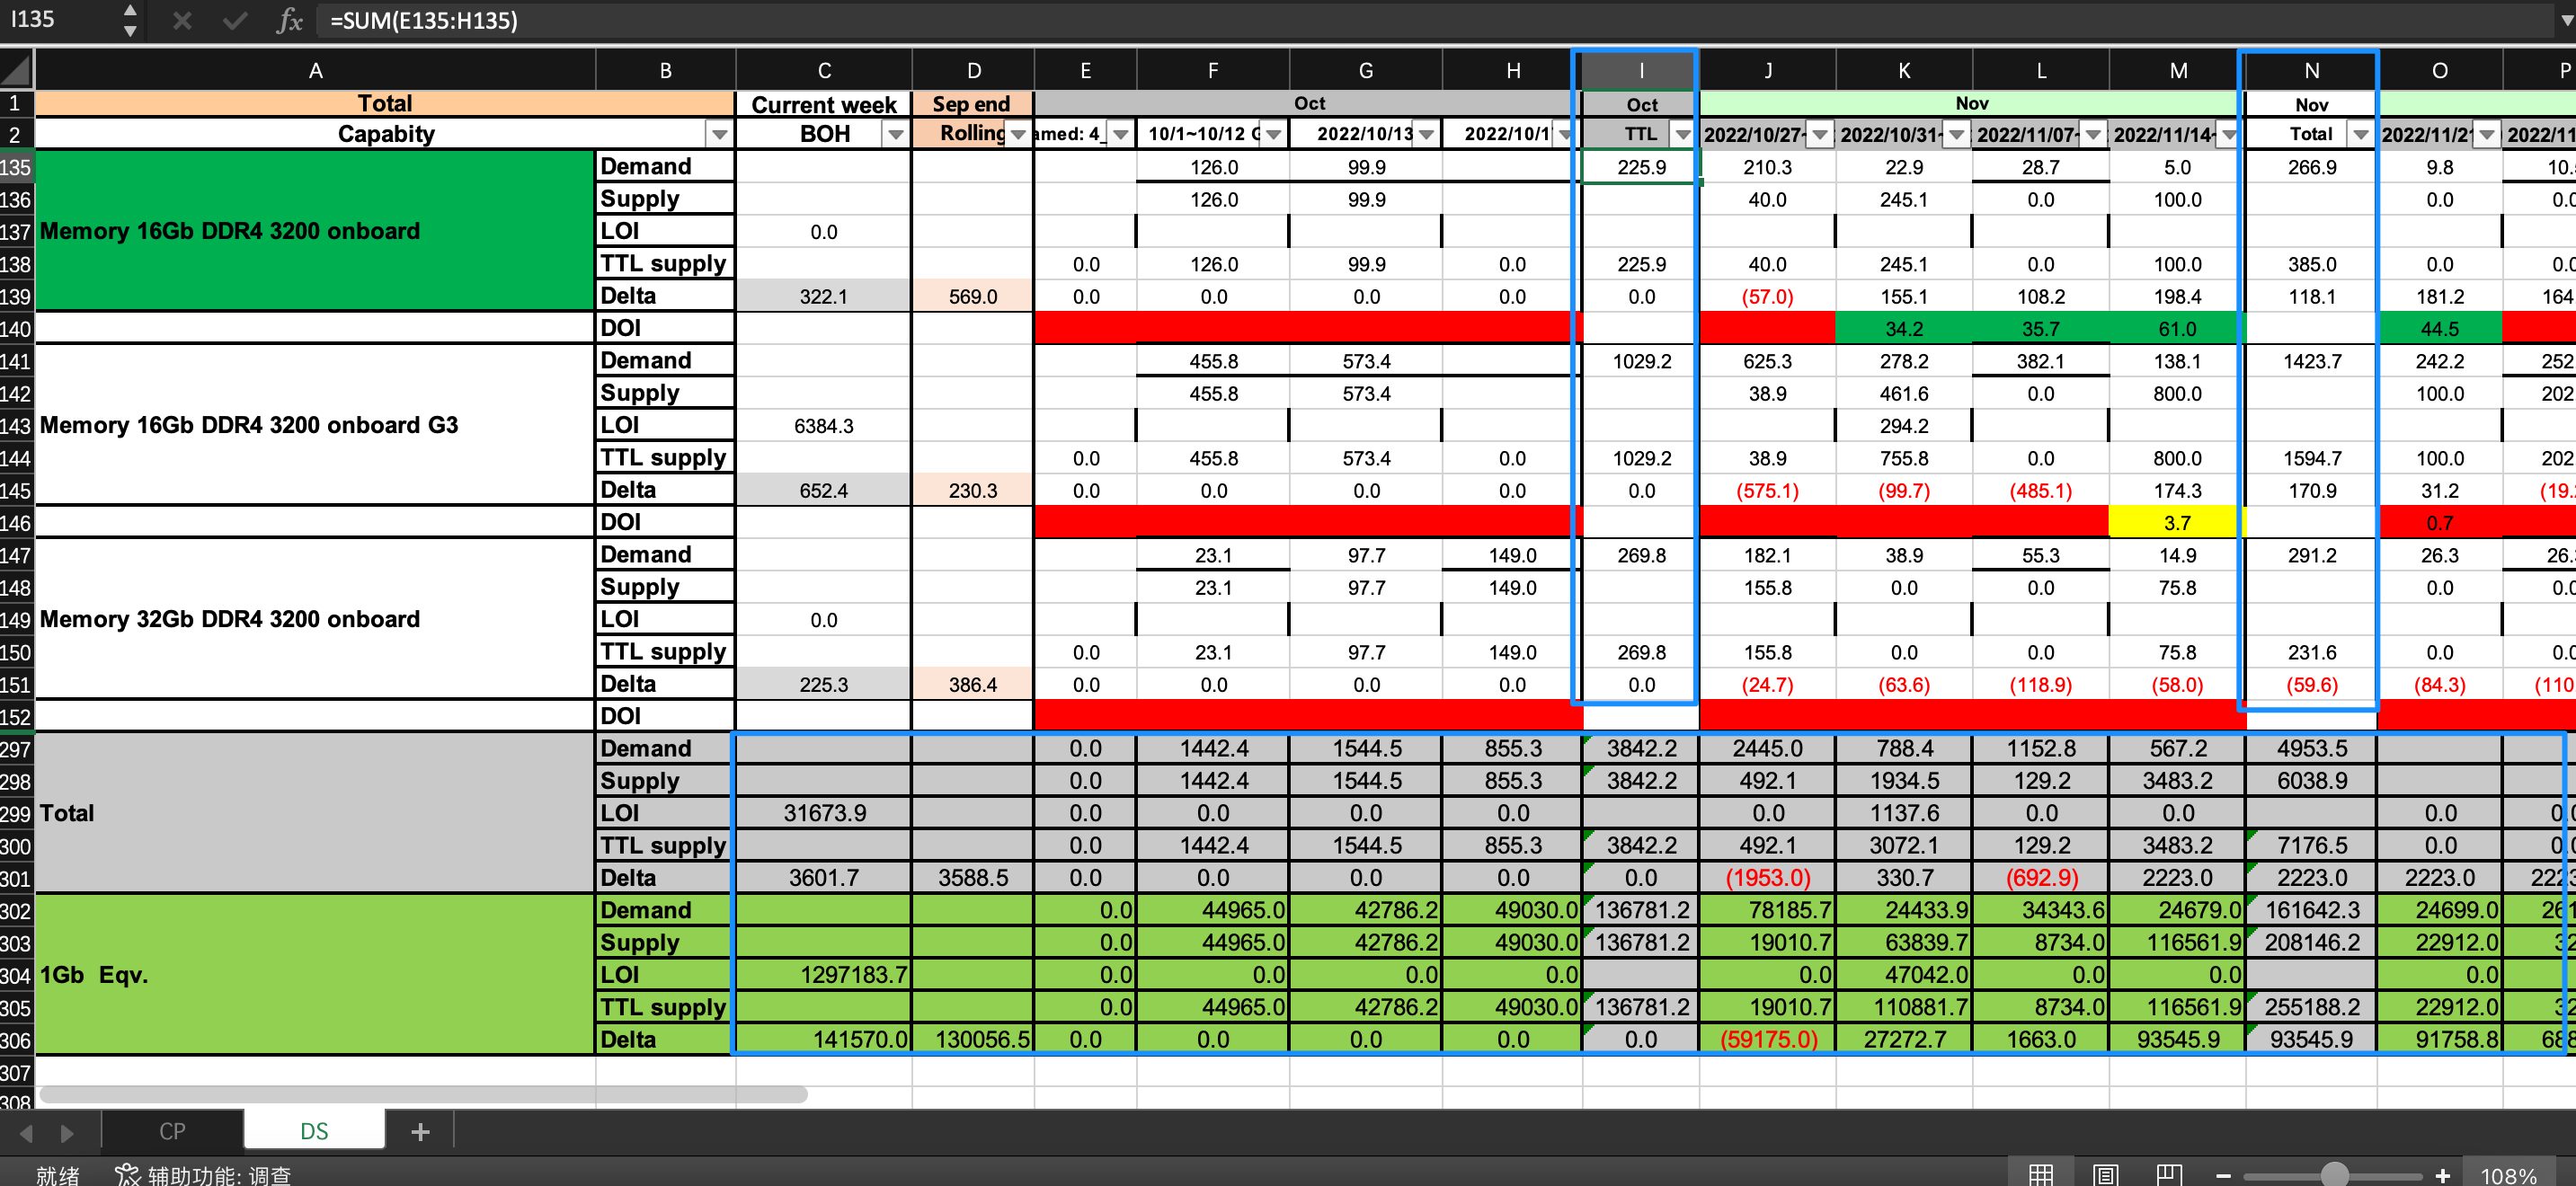 I135 =SUM(E135:H135)
A B C D E F G H I J K L M N O P
1 Total Current week Sep end Oct Oct Nov Nov
2 Capabity BOH Rolling amed: 4_ 10/1~10/12 2022/10/13 2022/10/1 TTL 2022/10/27- 2022/10/31- 2022/11/07- 2022/11/14- Total 2022/11/2 2022/11
135 Demand 126.0 99.9 225.9 210.3 22.9 28.7 5.0 266.9 9.8 10.
136 Supply 126.0 99.9 40.0 245.1 0.0 100.0 0.0 0.0
137 Memory 16Gb DDR4 3200 onboard LOI 0.0
138 TTL supply 0.0 126.0 99.9 0.0 225.9 40.0 245.1 0.0 100.0 385.0 0.0 0.0
139 Delta 322.1 569.0 0.0 0.0 0.0 0.0 0.0 (57.0) 155.1 108.2 198.4 118.1 181.2 164
140 DOI 34.2 35.7 61.0 44.5
141 Demand 455.8 573.4 1029.2 625.3 278.2 382.1 138.1 1423.7 242.2 252
142 Supply 455.8 573.4 38.9 461.6 0.0 800.0 100.0 202
143 Memory 16Gb DDR4 3200 onboard G3 LOI 6384.3 294.2
144 TTL supply 0.0 455.8 573.4 0.0 1029.2 38.9 755.8 0.0 800.0 1594.7 100.0 202
145 Delta 652.4 230.3 0.0 0.0 0.0 0.0 0.0 (575.1) (99.7) (485.1) 174.3 170.9 31.2 (19.
146 DOI 3.7 0.7
147 Demand 23.1 97.7 149.0 269.8 182.1 38.9 55.3 14.9 291.2 26.3 26.
148 Supply 23.1 97.7 149.0 155.8 0.0 0.0 75.8 0.0 0.0
149 Memory 32Gb DDR4 3200 onboard LOI 0.0
150 TTL supply 0.0 23.1 97.7 149.0 269.8 155.8 0.0 0.0 75.8 231.6 0.0 0.0
151 Delta 225.3 386.4 0.0 0.0 0.0 0.0 0.0 (24.7) (63.6) (118.9) (58.0) (59.6) (84.3) (110
152 DOI
297 Demand 0.0 1442.4 1544.5 855.3 3842.2 2445.0 788.4 1152.8 567.2 4953.5
298 Supply 0.0 1442.4 1544.5 855.3 3842.2 492.1 1934.5 129.2 3483.2 6038.9
299 Total LOI 31673.9 0.0 0.0 0.0 0.0 0.0 1137.6 0.0 0.0 0.0 0.0
300 TTL supply 0.0 1442.4 1544.5 855.3 3842.2 492.1 3072.1 129.2 3483.2 7176.5 0.0 0.0
301 Delta 3601.7 3588.5 0.0 0.0 0.0 0.0 0.0 (1953.0) 330.7 (692.9) 2223.0 2223.0 2223.0 2223
302 Demand 0.0 44965.0 42786.2 49030.0 136781.2 78185.7 24433.9 34343.6 24679.0 161642.3 24699.0 261
303 Supply 0.0 44965.0 42786.2 49030.0 136781.2 19010.7 63839.7 8734.0 116561.9 208146.2 22912.0 32
304 1Gb Eqv. LOI 1297183.7 0.0 0.0 0.0 0.0 0.0 47042.0 0.0 0.0 0.0
305 TTL supply 0.0 44965.0 42786.2 49030.0 136781.2 19010.7 110881.7 8734.0 116561.9 255188.2 22912.0 32
306 Delta 141570.0 130056.5 0.0 0.0 0.0 0.0 0.0 (59175.0) 27272.7 1663.0 93545.9 93545.9 91758.8 688
307
308
CP DS +
就绪 辅助功能: 调查 108%